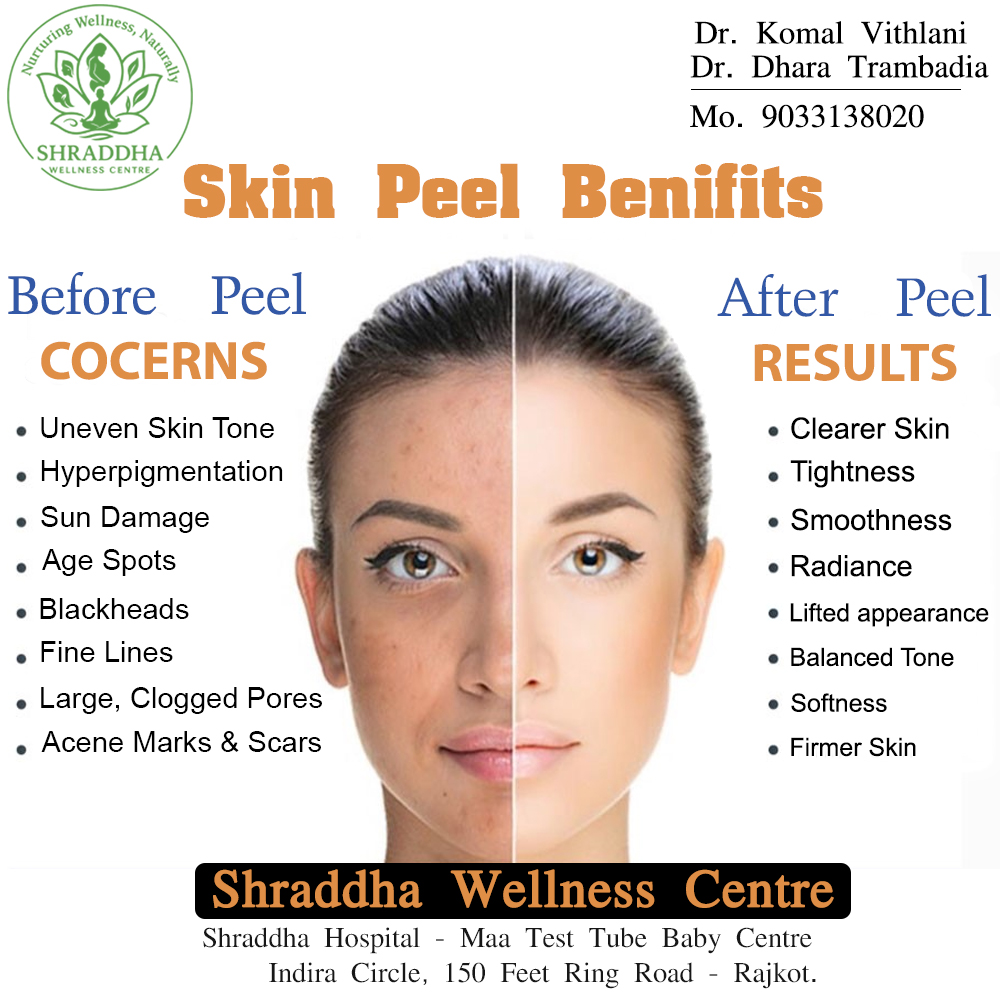 Nurturing Wellness, Naturally
SHRADDHA
WELLNESS CENTRE
Dr. Komal Vithlani
Dr. Dhara Trambadia
Mo. 9033138020
Skin Peel Benifits
Before Peel
COCERNS
• Uneven Skin Tone
• Hyperpigmentation
• Sun Damage
• Age Spots
• Blackheads
• Fine Lines
• Large, Clogged Pores
• Acene Marks & Scars
After Peel
RESULTS
• Clearer Skin
• Tightness
• Smoothness
• Radiance
• Lifted appearance
• Balanced Tone
• Softness
• Firmer Skin
Shraddha Wellness Centre
Shraddha Hospital - Maa Test Tube Baby Centre
Indira Circle, 150 Feet Ring Road - Rajkot.